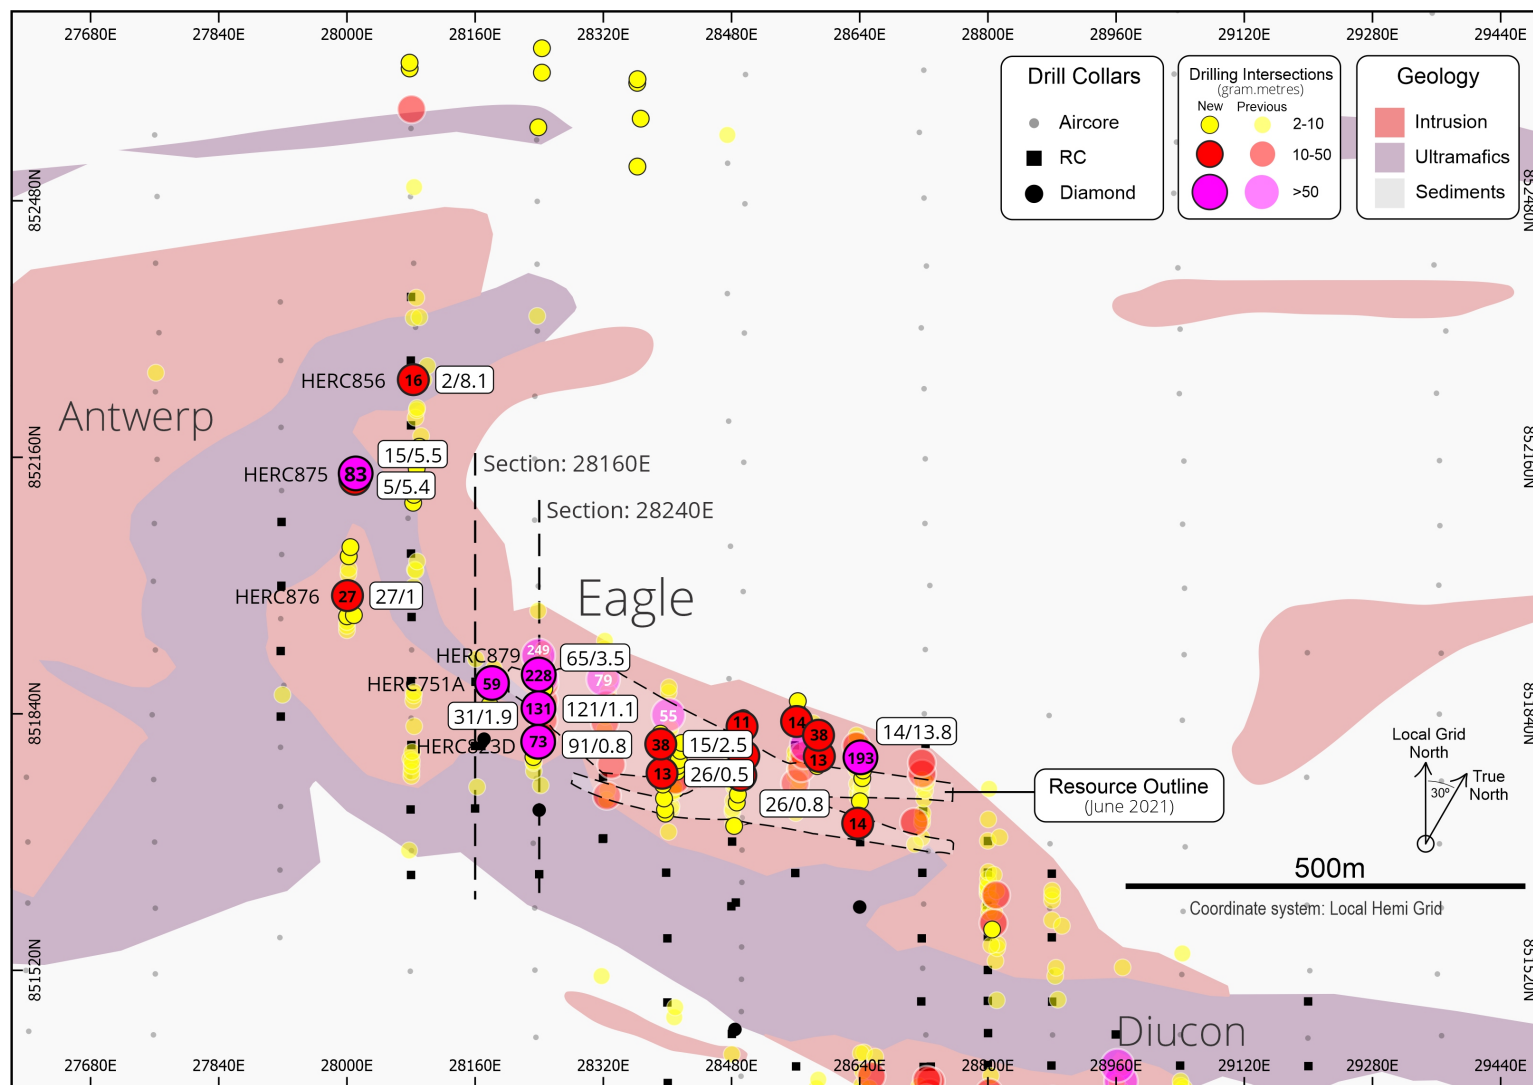 27680E 27840E 28000E 28160E 28320E 28480E 28640E 28800E 28960E 29120E 29280E 29440E
Drill Collars
Aircore
RC
Diamond
Drilling Intersections
(gram.metres)
New Previous
2-10
10-50
>50
Geology
Intrusion
Ultramafics
Sediments
852480N
852480N
HERC856 16 2/8.1
Antwerp
15/5.5
HERC875 83
5/5.4
852160N
852160N
Section: 28160E
Section: 28240E
HERC876 27 27/1
Eagle
249
HERC879 228 65/3.5
HERC751A 59
79
131 121/1.1
31/1.9
55
HERC823D 73 91/0.8
851840N
851840N
11
14
38
13
193
14/13.8
38 15/2.5
13 26/0.5
26/0.8
14
Resource Outline
(June 2021)
Local Grid
North
True
North
30º
500m
Coordinate system: Local Hemi Grid
851520N
851520N
Diucon
27680E 27840E 28000E 28160E 28320E 28480E 28640E 28800E 28960E 29120E 29280E 29440E